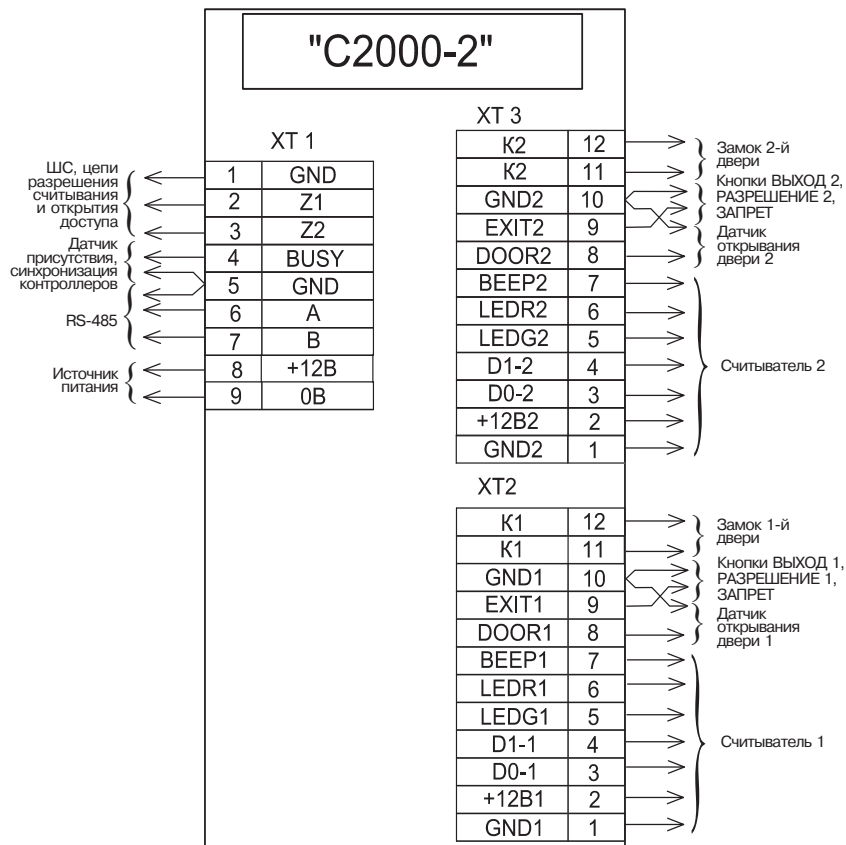 "С2000-2"
XT 1
ШС, цепи
разрешения
считывания
и открытия
доступа
Датчик
присутствия,
синхронизация
контроллеров
RS-485
Источник
питания
1 GND
2 Z1
3 Z2
4 BUSY
5 GND
6 A
7 B
8 +12В
9 0В
XT 3
К2 12
К2 11
GND2 10
EXIT2 9
DOOR2 8
BEEP2 7
LEDR2 6
LEDG2 5
D1-2 4
D0-2 3
+12В2 2
GND2 1
Замок 2-й
двери
Кнопки ВЫХОД 2,
РАЗРЕШЕНИЕ 2,
ЗАПРЕТ
Датчик
открывания
двери 2
Считыватель 2
XT2
К1 12
К1 11
GND1 10
EXIT1 9
DOOR1 8
BEEP1 7
LEDR1 6
LEDG1 5
D1-1 4
D0-1 3
+12В1 2
GND1 1
Замок 1-й
двери
Кнопки ВЫХОД 1,
РАЗРЕШЕНИЕ 1,
ЗАПРЕТ
Датчик
открывания
двери 1
Считыватель 1